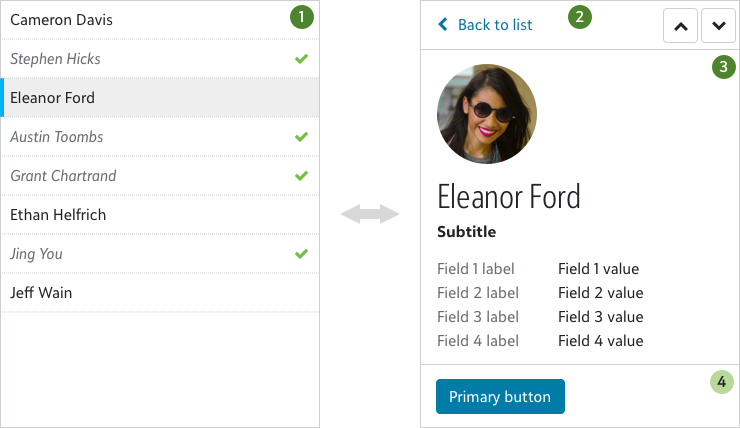 Cameron Davis 1
Stephen Hicks
Eleanor Ford
Austin Toombs
Grant Chartrand
Ethan Helfrich
Jing You
Jeff Wain
Back to list 2
3
Eleanor Ford
Subtitle
Field 1 label Field 1 value
Field 2 label Field 2 value
Field 3 label Field 3 value
Field 4 label Field 4 value
4
Primary button